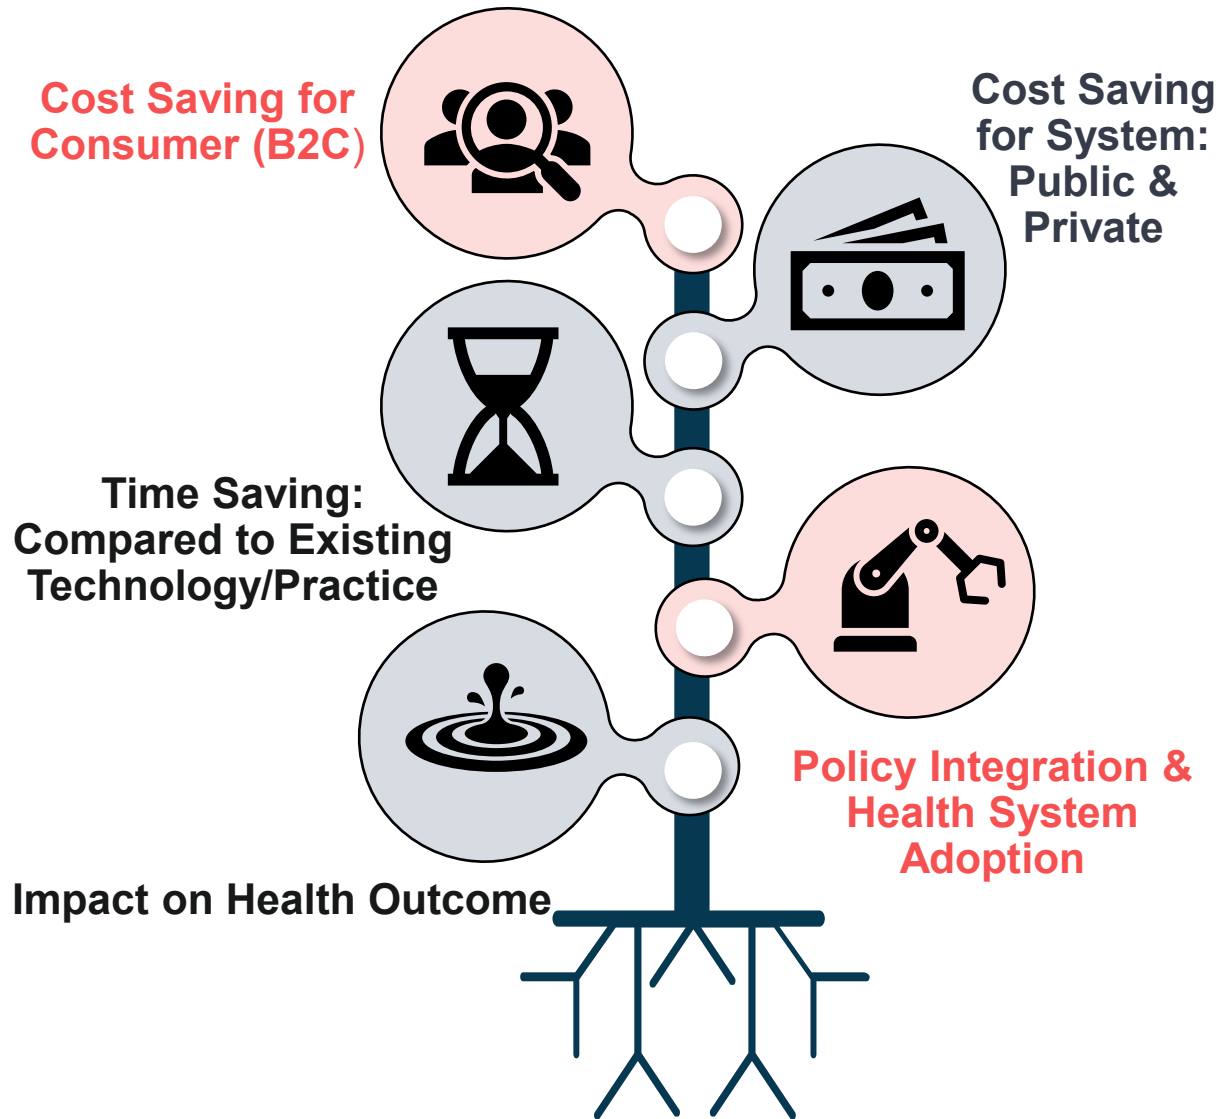 Cost Saving for
Consumer (B2C)
Cost Saving
for System:
Public &
Private
Time Saving:
Compared to Existing
Technology/Practice
Policy Integration &
Health System
Adoption
Impact on Health Outcome